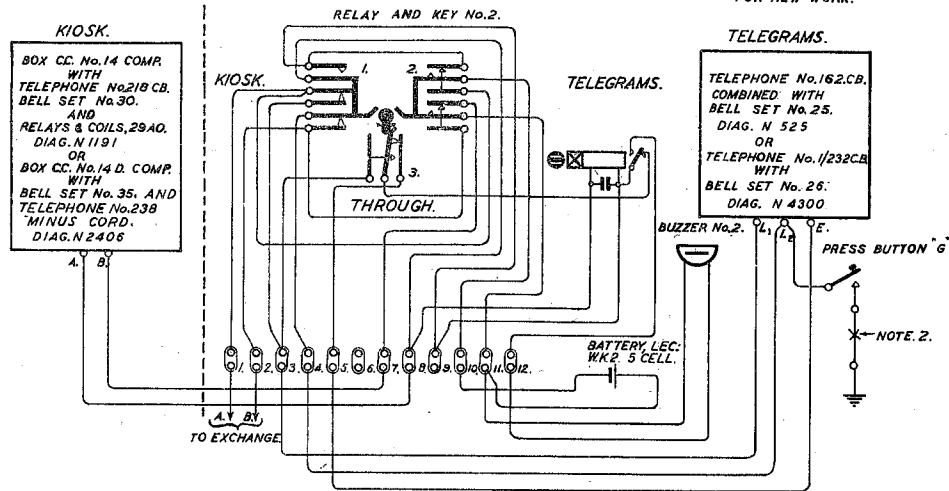 FOR NEW WORK.
KIOSK.
BOX CC. No.14 COMP.
WITH
TELEPHONE No.218 CB.
BELL SET No.30.
AND
RELAYS & COILS, 29AO.
DIAG. N 1191
OR
BOX CC. No.14 D. COMP.
WITH
BELL SET No.35. AND
TELEPHONE No.238
MINUS CORD.
DIAG. N 2406
A. B.
RELAY AND KEY No.2.
KIOSK.
1. 2.
3.
THROUGH.
TELEGRAMS.
TELEGRAMS.
TELEPHONE No.162.CB.
COMBINED WITH
BELL SET No.25.
DIAG. N 525
OR
TELEPHONE No.1/232CB.
WITH
BELL SET No.26.
DIAG. N 4300
L1 L2 E.
BUZZER No.2.
PRESS BUTTON "G"
NOTE. 2.
BATTERY, LEC:
W.K2. 5 CELL.
1. 2. 3. 4. 5. 6. 7. 8. 9. 10. 11. 12.
A. B.
TO EXCHANGE